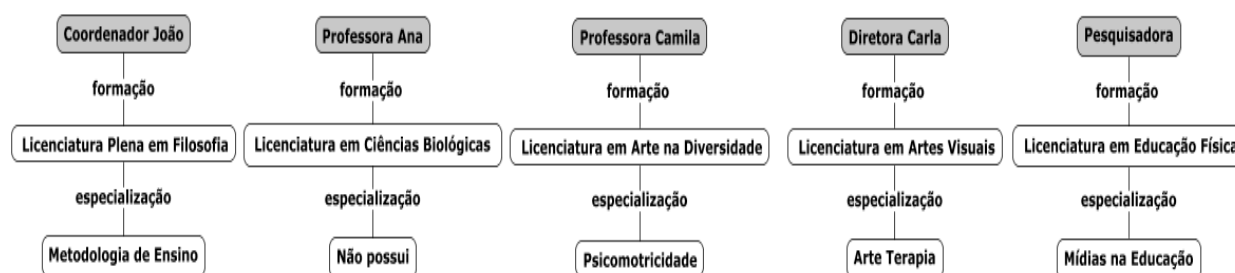 Coordenador João
Professora Ana
Professora Camila
Diretora Carla
Pesquisadora
formação
formação
formação
formação
formação
Licenciatura Plena em Filosofia
Licenciatura em Ciências Biológicas
Licenciatura em Arte na Diversidade
Licenciatura em Artes Visuais
Licenciatura em Educação Física
especialização
especialização
especialização
especialização
especialização
Metodologia de Ensino
Não possui
Psicomotricidade
Arte Terapia
Mídias na Educação